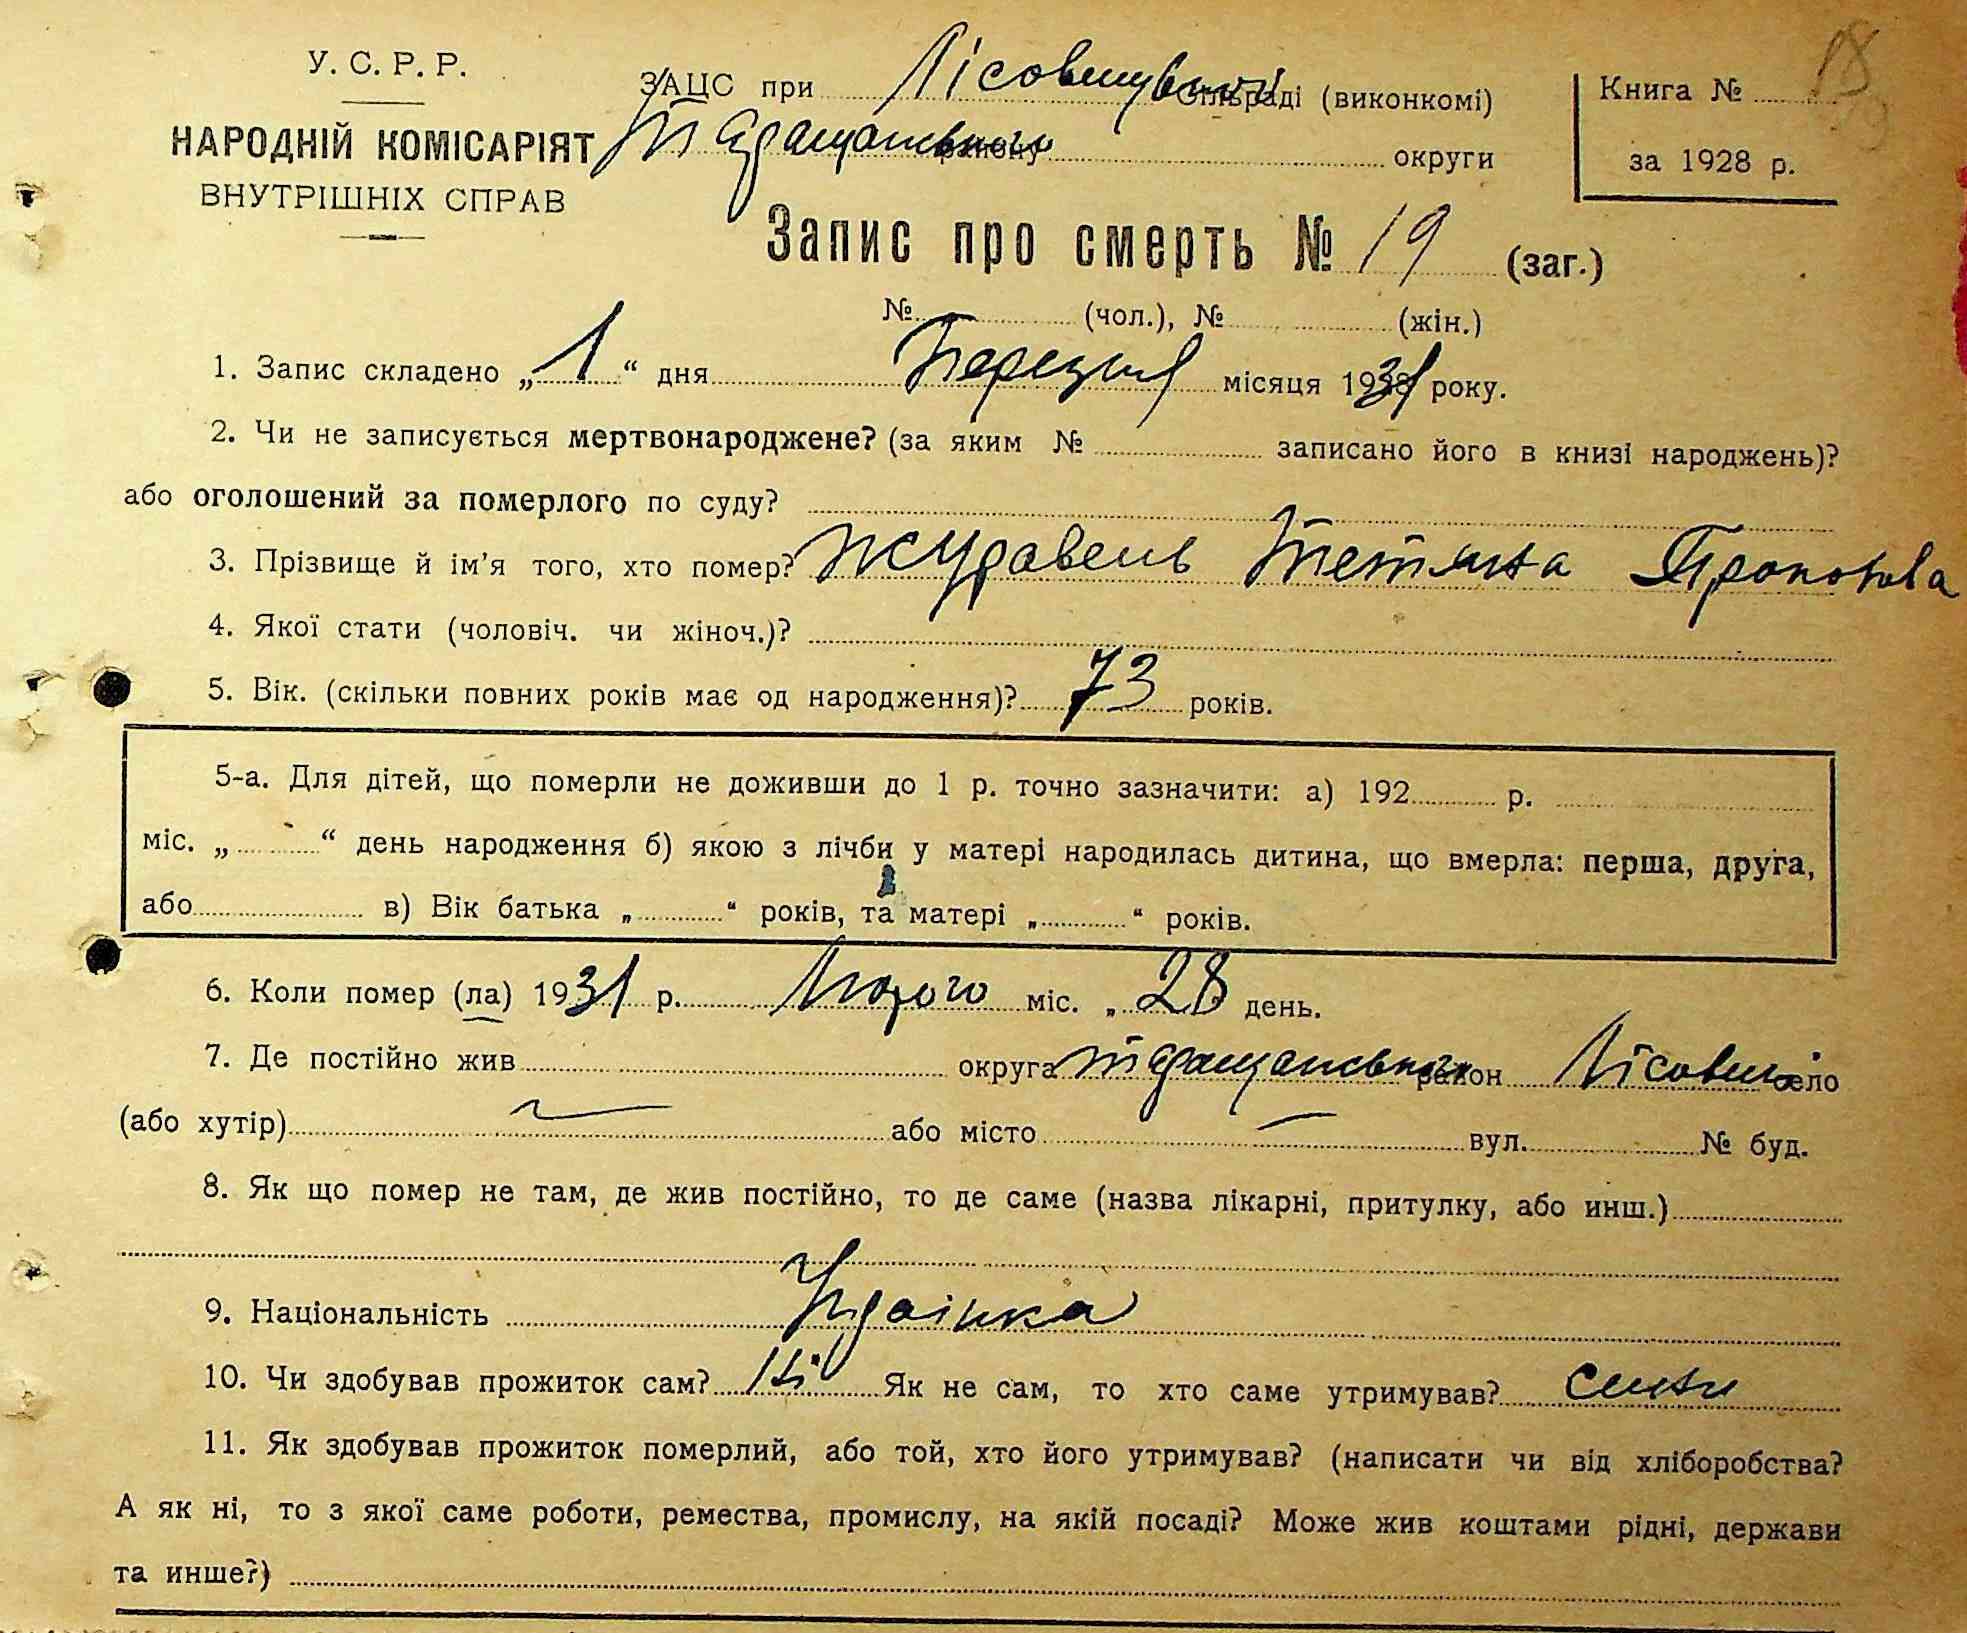 У. С. Р. Р.
НАРОДНІЙ КОМІСАРІЯТ
ВНУТРІШНІХ СПРАВ
ЗАЦС при сільраді (виконкомі)
Таращанського району округи
Книга № 18
за 1928 р.
Запис про смерть № 19 (заг.)
№ (чол.), № (жін.)
1. Запис складено „1“ дня Березня місяця 1931 року.
2. Чи не записується мертвонароджене? (за яким № записано його в книзі народжень)?
або оголошений за померлого по суду?
3. Прізвище й ім'я того, хто помер? Журавель Тетяна
4. Якої стати (чоловіч. чи жіноч.)?
5. Вік. (скільки повних років має од народження)? 73 років.
5-а. Для дітей, що померли не доживши до 1 р. точно зазначити: а) 192 р.
міс. „ “ день народження б) якою з лічби у матері народилась дитина, що вмерла: перша, друга,
або в) Вік батька „ “ років, та матері „ “ років.
6. Коли помер (ла) 1931 р. Лютого міс. „28 день.
7. Де постійно жив округа Таращанського район село
(або хутір) або місто вул. № буд.
8. Як що помер не там, де жив постійно, то де саме (назва лікарні, притулку, або инш.)
9. Національність Українка
10. Чи здобував прожиток сам? Ні Як не сам, то хто саме утримував? сини
11. Як здобував прожиток померлий, або той, хто його утримував? (написати чи від хліборобства?
А як ні, то з якої саме роботи, ремества, промислу, на якій посаді? Може жив коштами рідні, держави
та инше?)